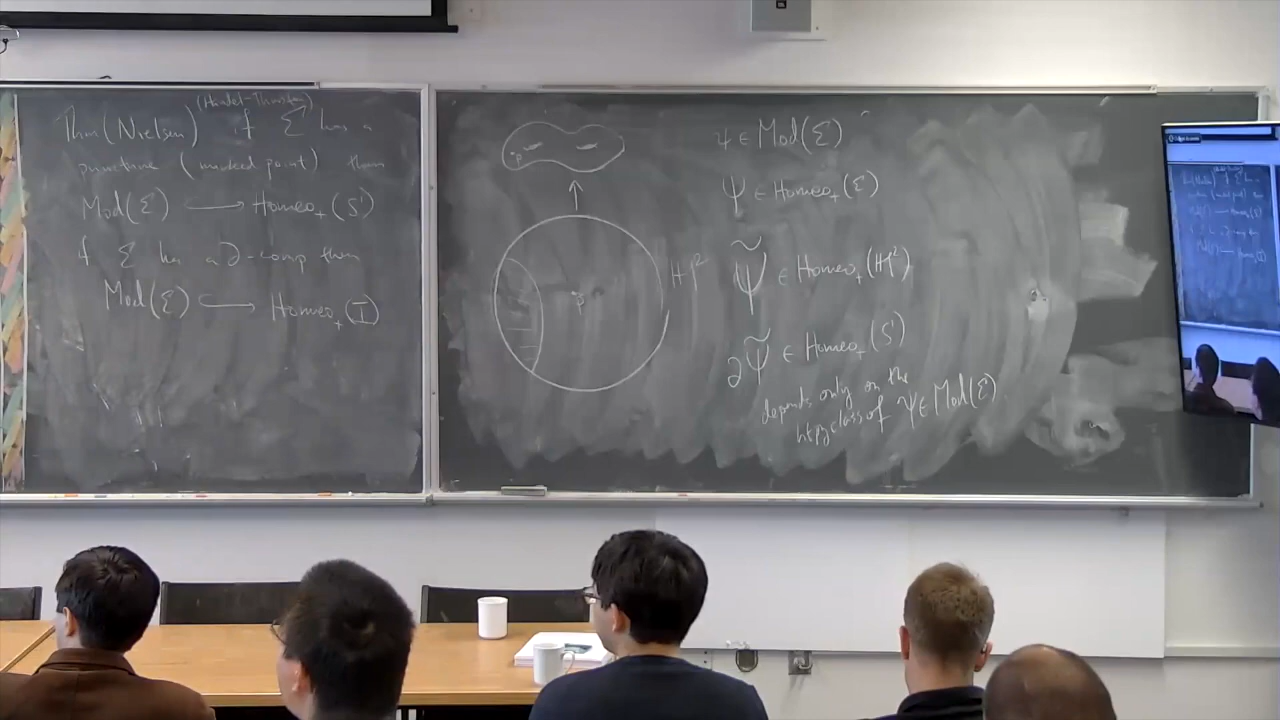 (Handel-Thurston)
Thm (Nielsen) if Σ has a
puncture (marked point) then
Mod(Σ) ↪ Homeo₊(S¹)
if Σ has a ∂-comp then
Mod(Σ) ↪ Homeo₊(I)
p
↑
p̃
ℍ²
ψ ∈ Mod(Σ)
Ψ ∈ Homeo₊(Σ)
Ψ̃ ∈ Homeo₊(ℍ²)
∂Ψ̃ ∈ Homeo₊(S¹)
depends only on the
htpy class of Ψ ∈ Mod(Σ).